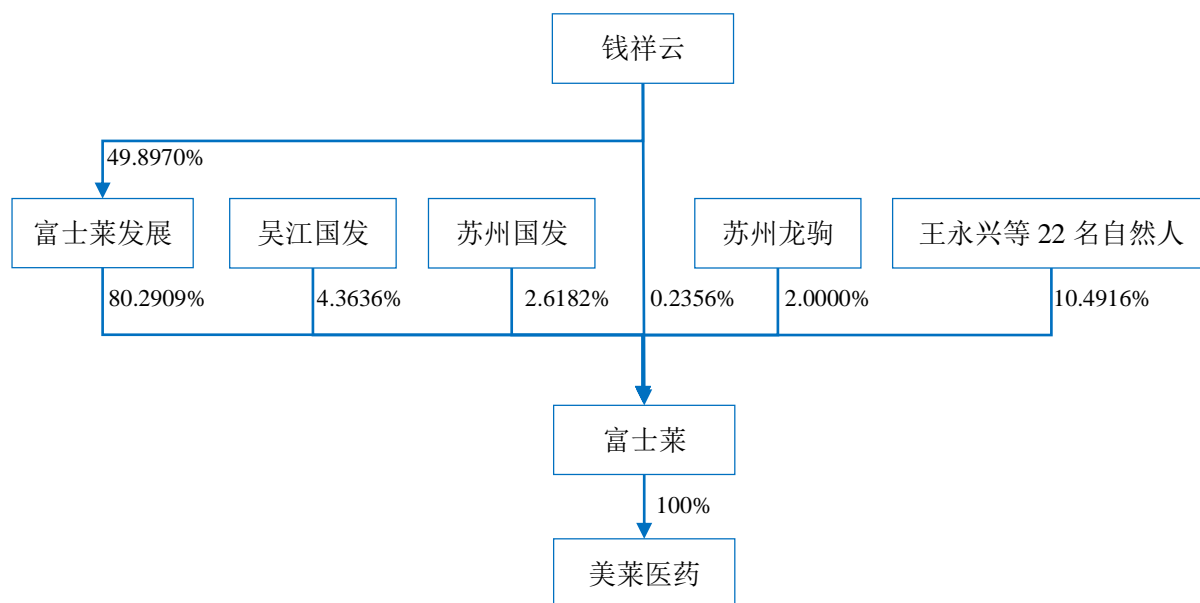 钱祥云
49.8970%
富士莱发展
吴江国发
苏州国发
苏州龙驹
王永兴等 22 名自然人
80.2909%
4.3636%
2.6182%
0.2356%
2.0000%
10.4916%
富士莱
100%
美莱医药